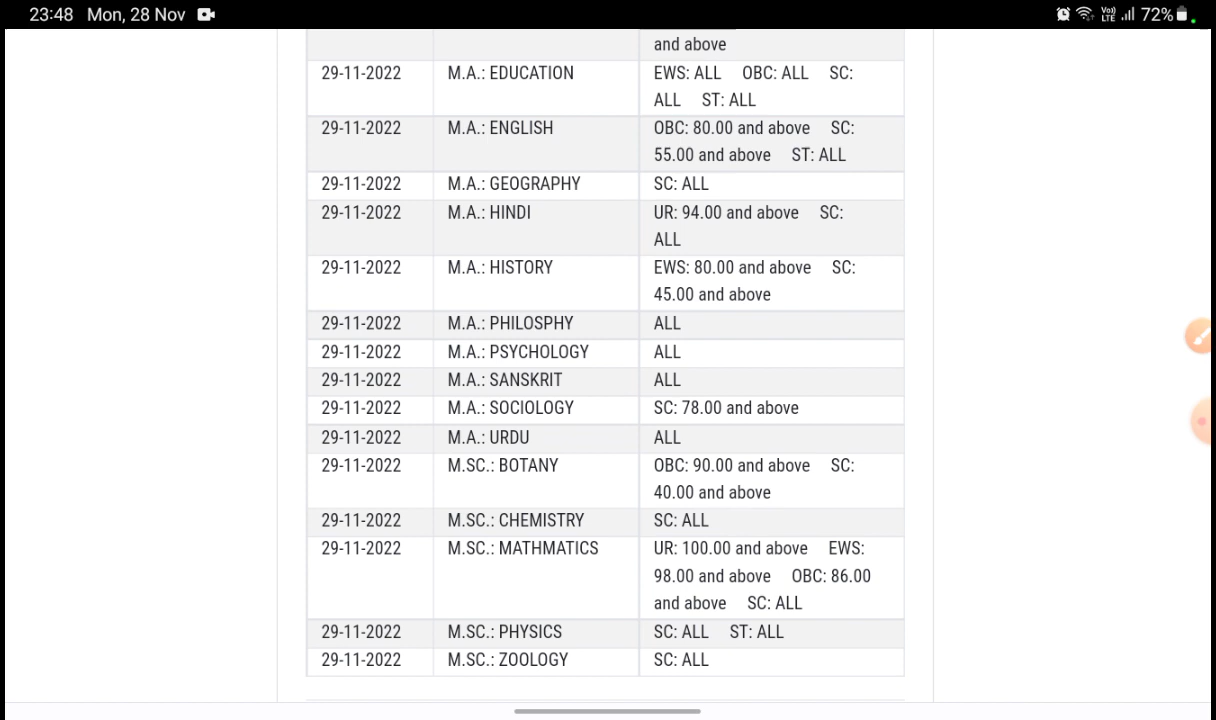 23:48 Mon, 28 Nov
Vo) LTE 72%
and above
29-11-2022 M.A.: EDUCATION EWS: ALL OBC: ALL SC:
ALL ST: ALL
29-11-2022 M.A.: ENGLISH OBC: 80.00 and above SC:
55.00 and above ST: ALL
29-11-2022 M.A.: GEOGRAPHY SC: ALL
29-11-2022 M.A.: HINDI UR: 94.00 and above SC:
ALL
29-11-2022 M.A.: HISTORY EWS: 80.00 and above SC:
45.00 and above
29-11-2022 M.A.: PHILOSPHY ALL
29-11-2022 M.A.: PSYCHOLOGY ALL
29-11-2022 M.A.: SANSKRIT ALL
29-11-2022 M.A.: SOCIOLOGY SC: 78.00 and above
29-11-2022 M.A.: URDU ALL
29-11-2022 M.SC.: BOTANY OBC: 90.00 and above SC:
40.00 and above
29-11-2022 M.SC.: CHEMISTRY SC: ALL
29-11-2022 M.SC.: MATHMATICS UR: 100.00 and above EWS:
98.00 and above OBC: 86.00
and above SC: ALL
29-11-2022 M.SC.: PHYSICS SC: ALL ST: ALL
29-11-2022 M.SC.: ZOOLOGY SC: ALL